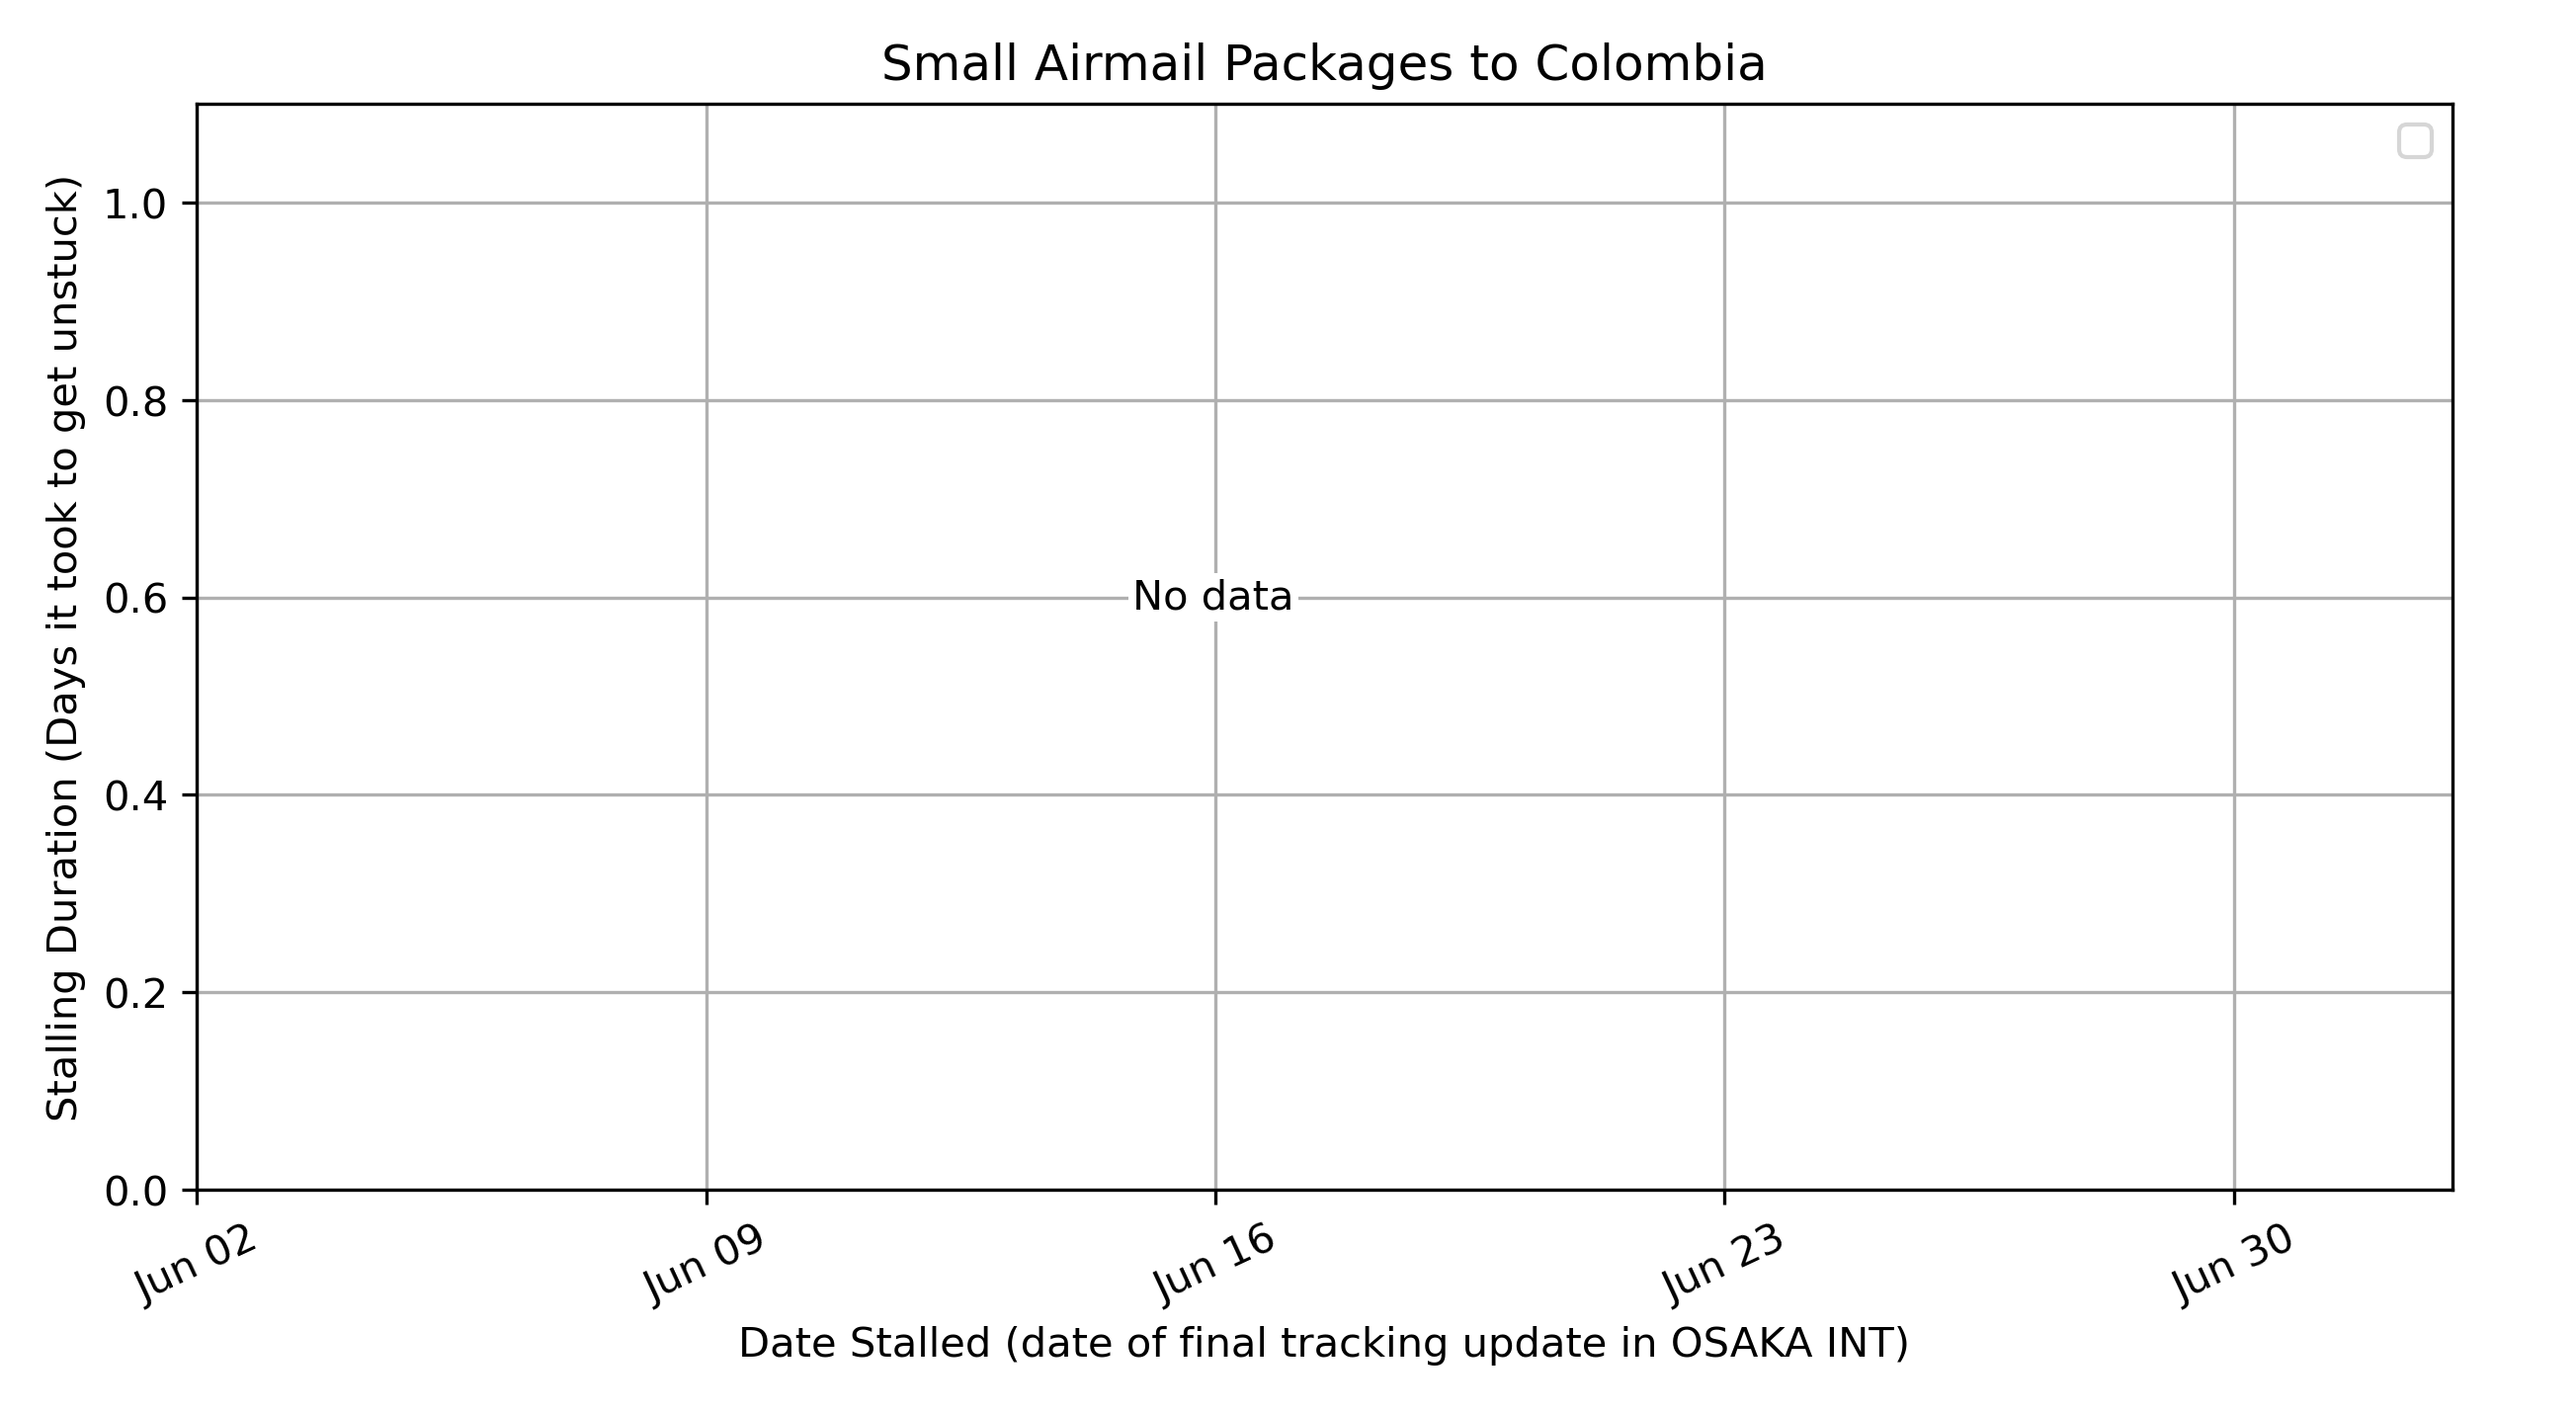 Small Airmail Packages to Colombia
Stalling Duration (Days it took to get unstuck)
1.0
0.8
0.6
0.4
0.2
0.0
No data
Jun 02
Jun 09
Jun 16
Jun 23
Jun 30
Date Stalled (date of final tracking update in OSAKA INT)